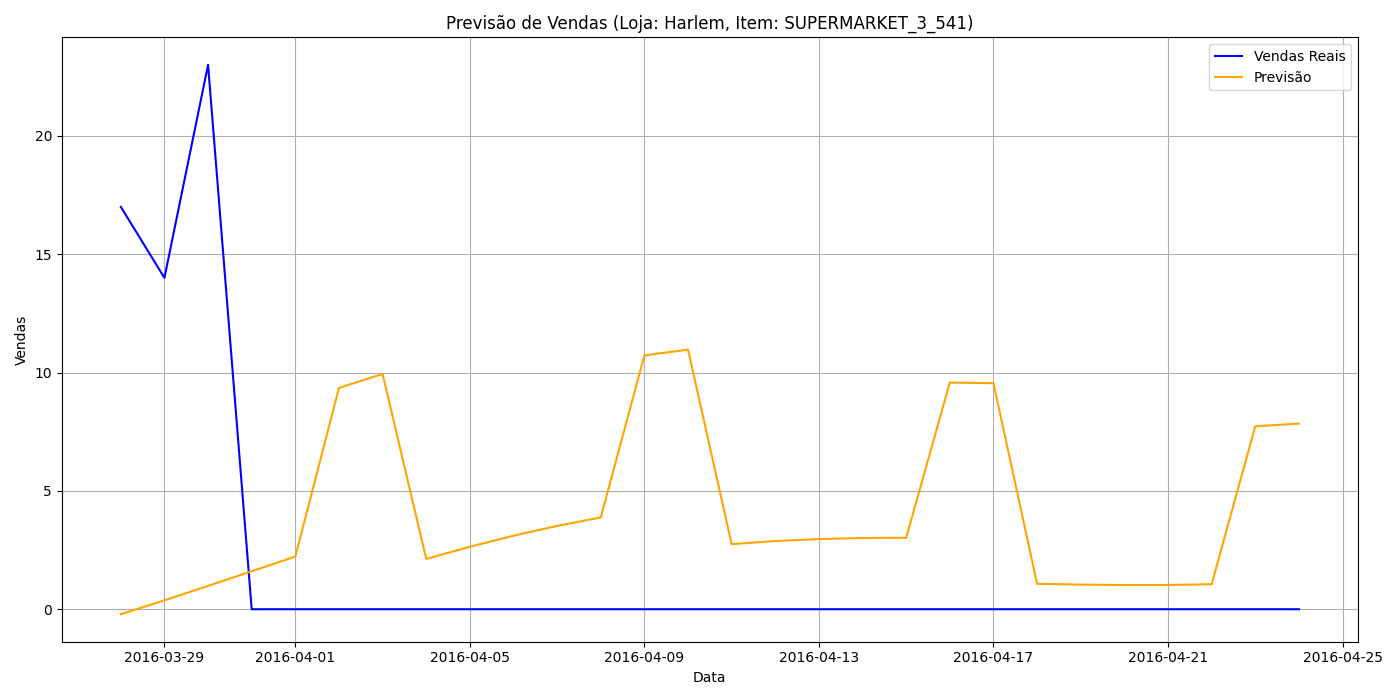 Previsão de Vendas (Loja: Harlem, Item: SUPERMARKET_3_541)
Vendas Reais
Previsão
Vendas
20
15
10
5
0
2016-03-29
2016-04-01
2016-04-05
2016-04-09
2016-04-13
2016-04-17
2016-04-21
2016-04-25
Data